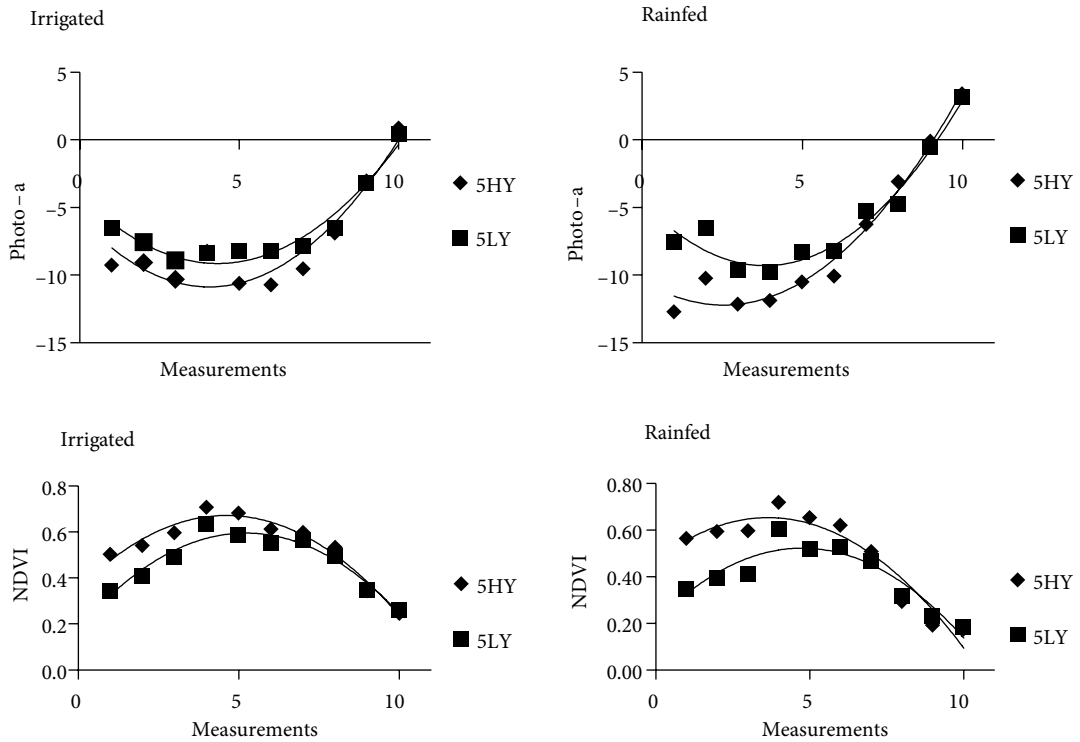 Irrigated
5
0
−5
−10
−15
0
5
10
Photo-a
Measurements
5HY
5LY
Rainfed
5
0
−5
−10
−15
0
5
10
Photo-a
Measurements
5HY
5LY
Irrigated
0.8
0.6
0.4
0.2
0.0
0
5
10
NDVI
Measurements
5HY
5LY
Rainfed
0.80
0.60
0.40
0.20
0.00
0
5
10
NDVI
Measurements
5HY
5LY